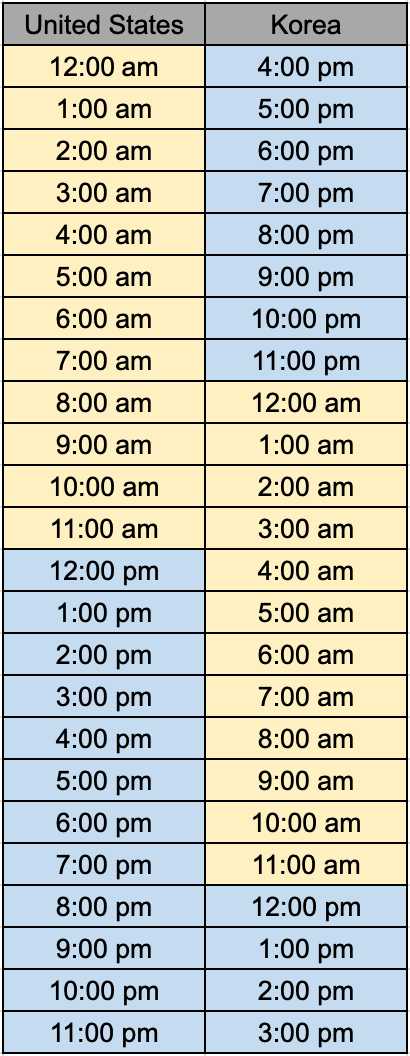 United States Korea
12:00 am 4:00 pm
1:00 am 5:00 pm
2:00 am 6:00 pm
3:00 am 7:00 pm
4:00 am 8:00 pm
5:00 am 9:00 pm
6:00 am 10:00 pm
7:00 am 11:00 pm
8:00 am 12:00 am
9:00 am 1:00 am
10:00 am 2:00 am
11:00 am 3:00 am
12:00 pm 4:00 am
1:00 pm 5:00 am
2:00 pm 6:00 am
3:00 pm 7:00 am
4:00 pm 8:00 am
5:00 pm 9:00 am
6:00 pm 10:00 am
7:00 pm 11:00 am
8:00 pm 12:00 pm
9:00 pm 1:00 pm
10:00 pm 2:00 pm
11:00 pm 3:00 pm